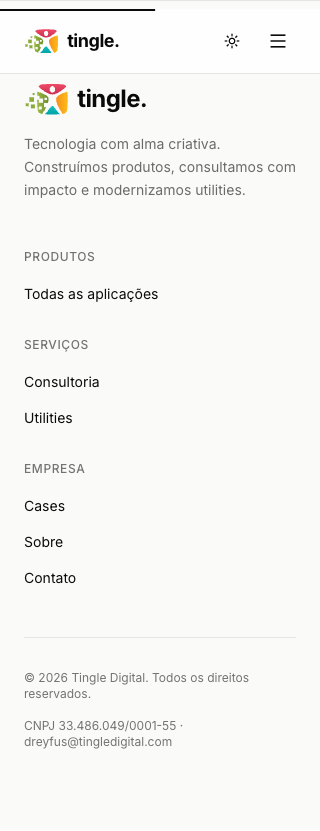 tingle.
tingle.
Tecnologia com alma criativa.
Construímos produtos, consultamos com
impacto e modernizamos utilities.
PRODUTOS
Todas as aplicações
SERVIÇOS
Consultoria
Utilities
EMPRESA
Cases
Sobre
Contato
© 2026 Tingle Digital. Todos os direitos
reservados.
CNPJ 33.486.049/0001-55 ·
dreyfus@tingledigital.com